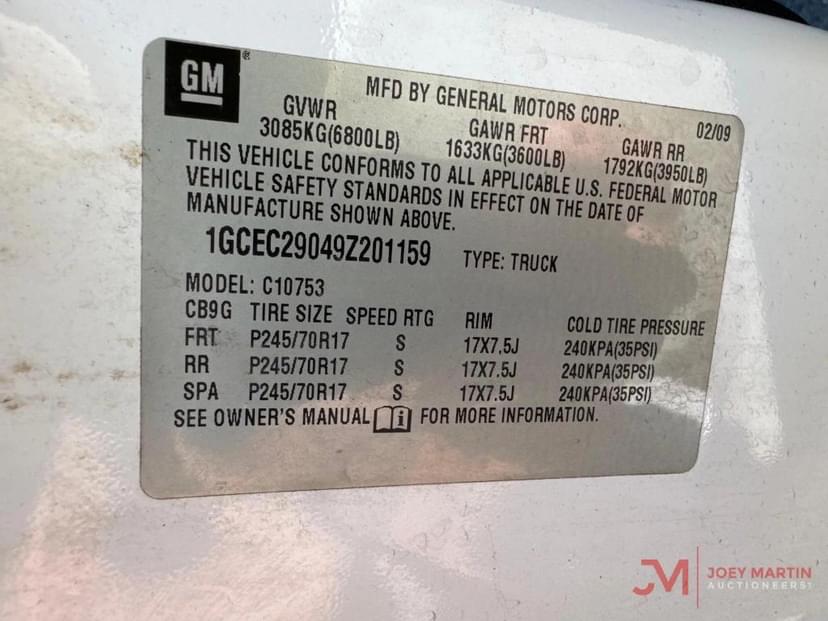 GM
MFD BY GENERAL MOTORS CORP. 02/09
GVWR GAWR FRT GAWR RR
3085KG(6800LB) 1633KG(3600LB) 1792KG(3950LB)
THIS VEHICLE CONFORMS TO ALL APPLICABLE U.S. FEDERAL MOTOR
VEHICLE SAFETY STANDARDS IN EFFECT ON THE DATE OF
MANUFACTURE SHOWN ABOVE.
1GCEC29049Z201159 TYPE: TRUCK
MODEL: C10753
CB9G TIRE SIZE SPEED RTG RIM COLD TIRE PRESSURE
FRT P245/70R17 S 17X7.5J 240KPA(35PSI)
RR P245/70R17 S 17X7.5J 240KPA(35PSI)
SPA P245/70R17 S 17X7.5J 240KPA(35PSI)
SEE OWNER'S MANUAL FOR MORE INFORMATION.
JM JOEY MARTIN
AUCTIONEERS